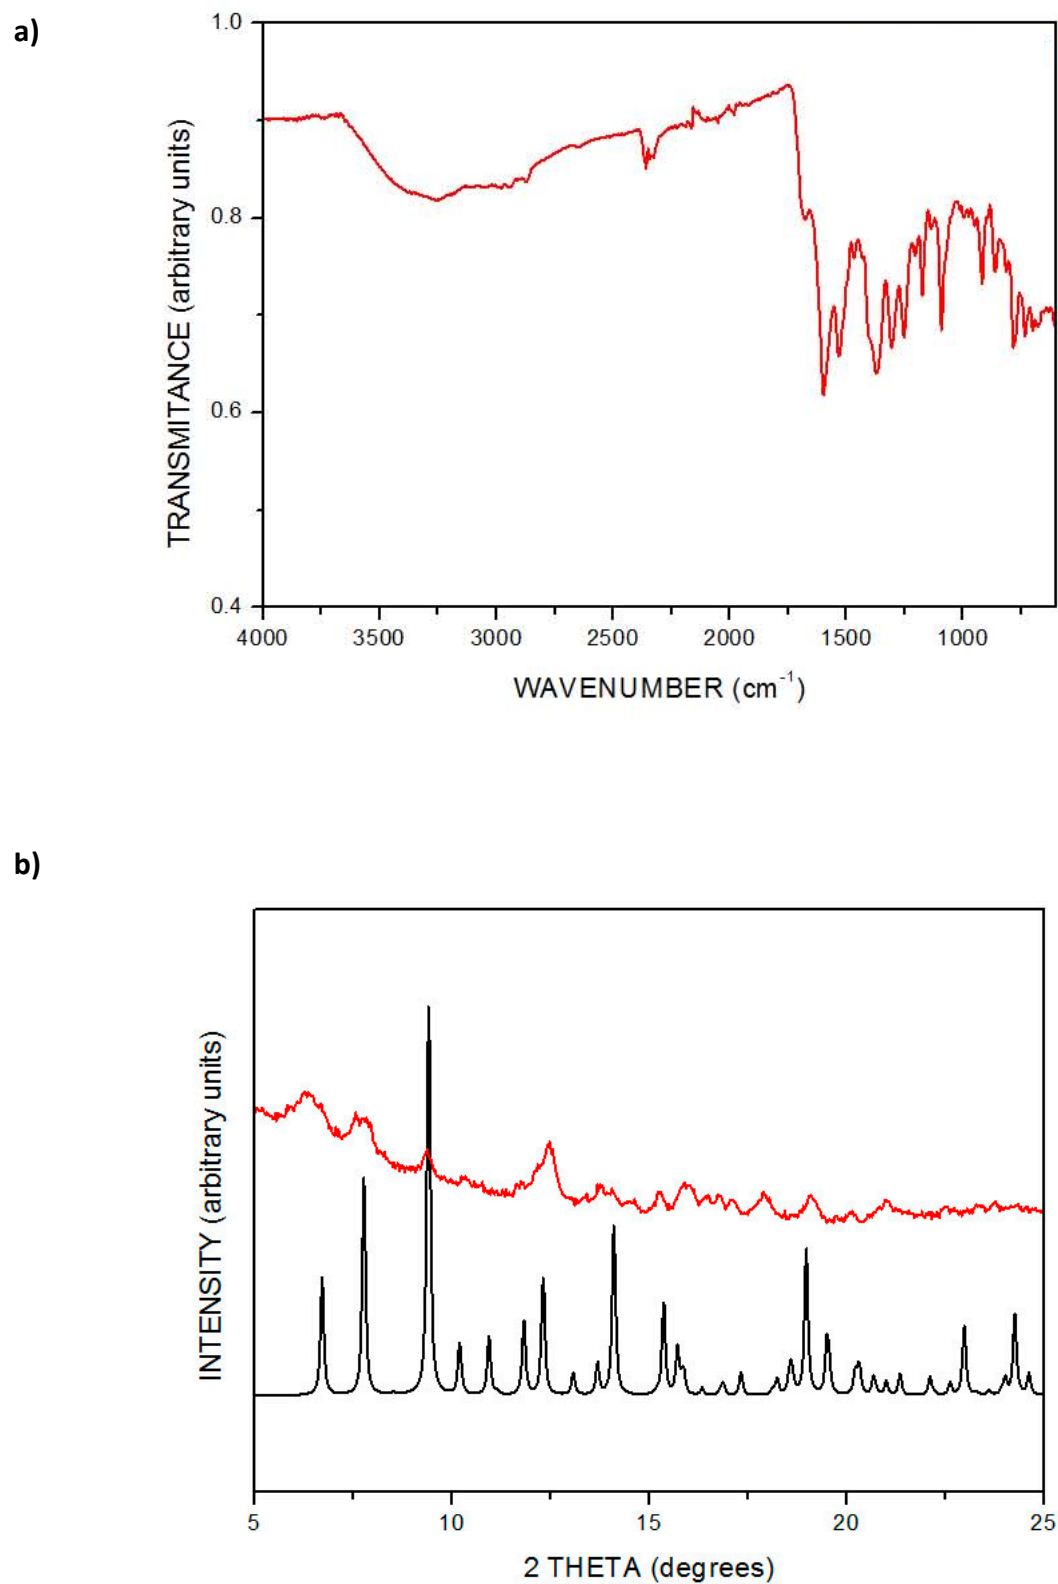 a)
1.0
0.8
0.6
0.4
TRANSMITANCE (arbitrary units)
4000 3500 3000 2500 2000 1500 1000
WAVENUMBER (cm⁻¹)
b)
INTENSITY (arbitrary units)
5 10 15 20 25
2 THETA (degrees)